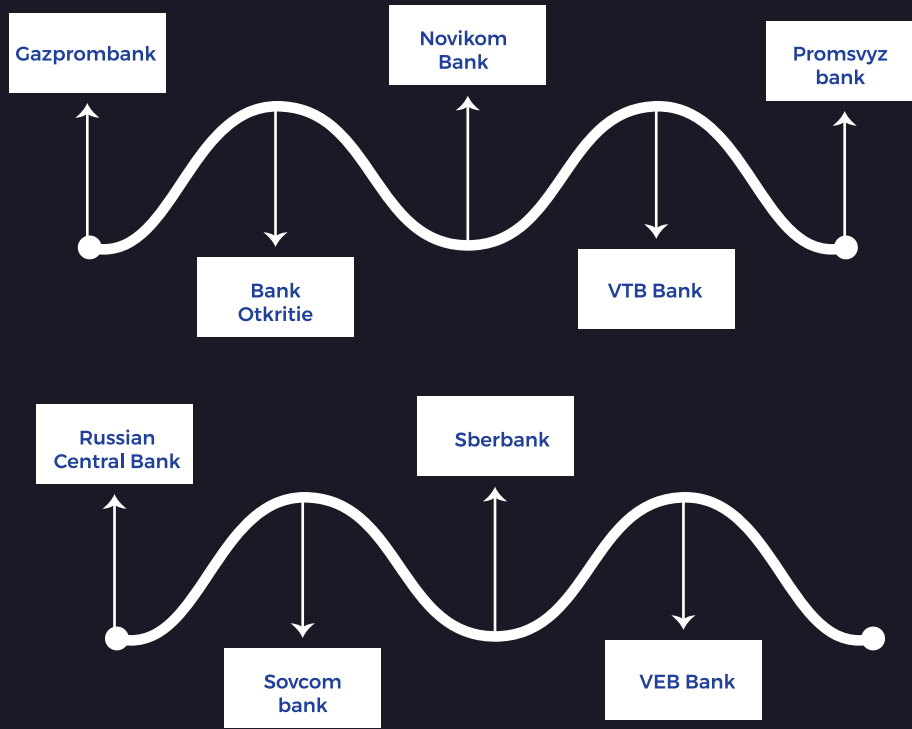 Gazprombank
Novikom
Bank
Promsvyz
bank
Bank
Otkritie
VTB Bank
Russian
Central Bank
Sberbank
Sovcom
bank
VEB Bank